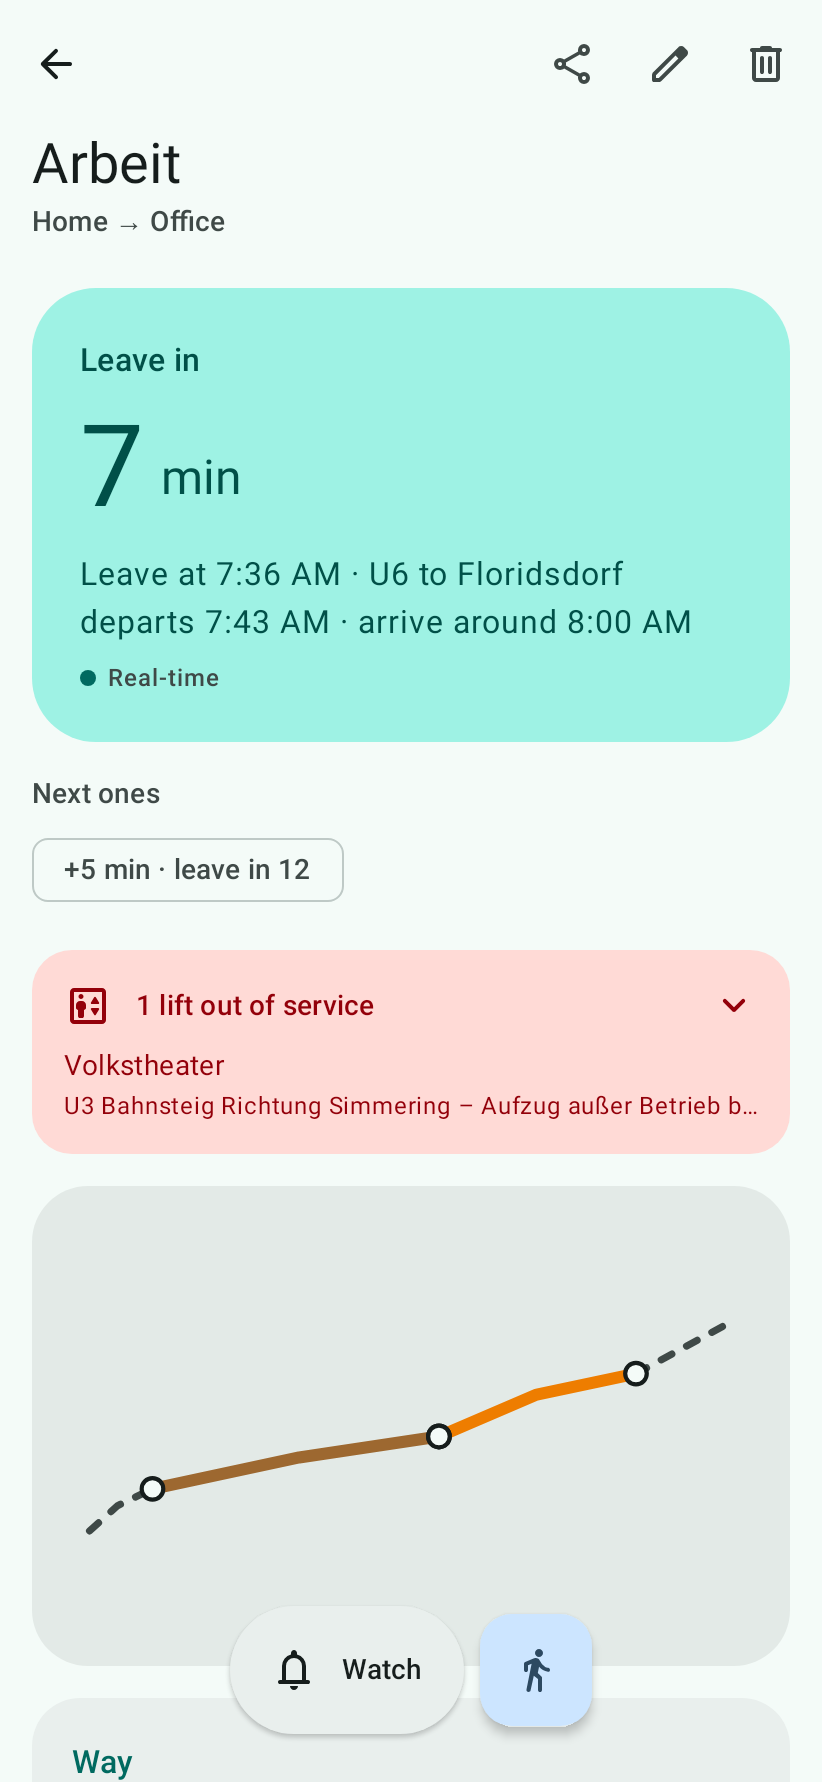 Arbeit
Home → Office
Leave in
7 min
Leave at 7:36 AM · U6 to Floridsdorf
departs 7:43 AM · arrive around 8:00 AM
Real-time
Next ones
+5 min · leave in 12
1 lift out of service
Volkstheater
U3 Bahnsteig Richtung Simmering – Aufzug außer Betrieb b…
Watch
Way